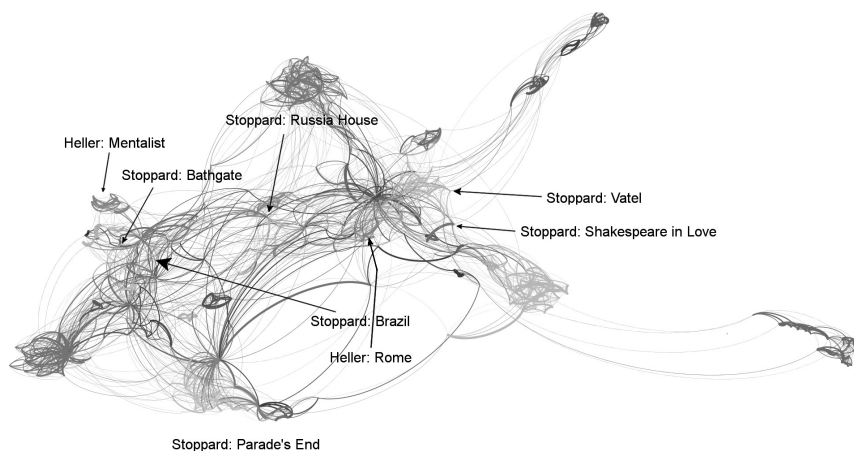 Stoppard: Russia House
Heller: Mentalist
Stoppard: Bathgate
Stoppard: Vatel
Stoppard: Shakespeare in Love
Stoppard: Brazil
Heller: Rome
Stoppard: Parade's End